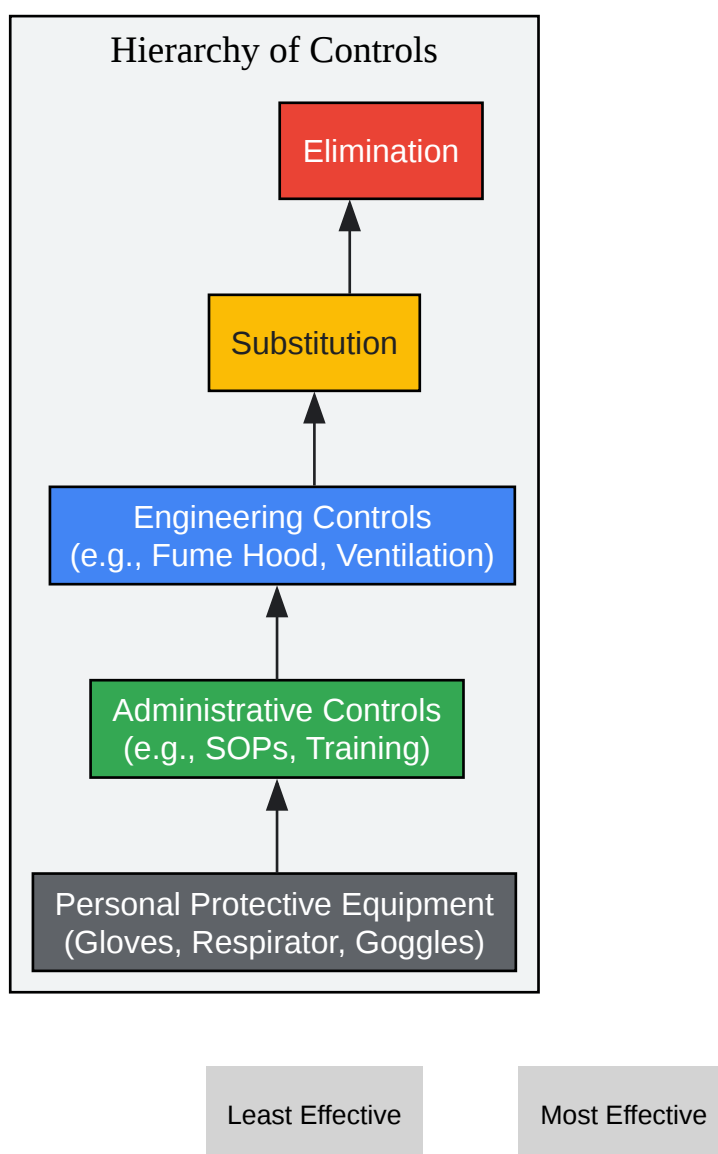 Hierarchy of Controls
Elimination
Substitution
Engineering Controls
(e.g., Fume Hood, Ventilation)
Administrative Controls
(e.g., SOPs, Training)
Personal Protective Equipment
(Gloves, Respirator, Goggles)
Least Effective
Most Effective